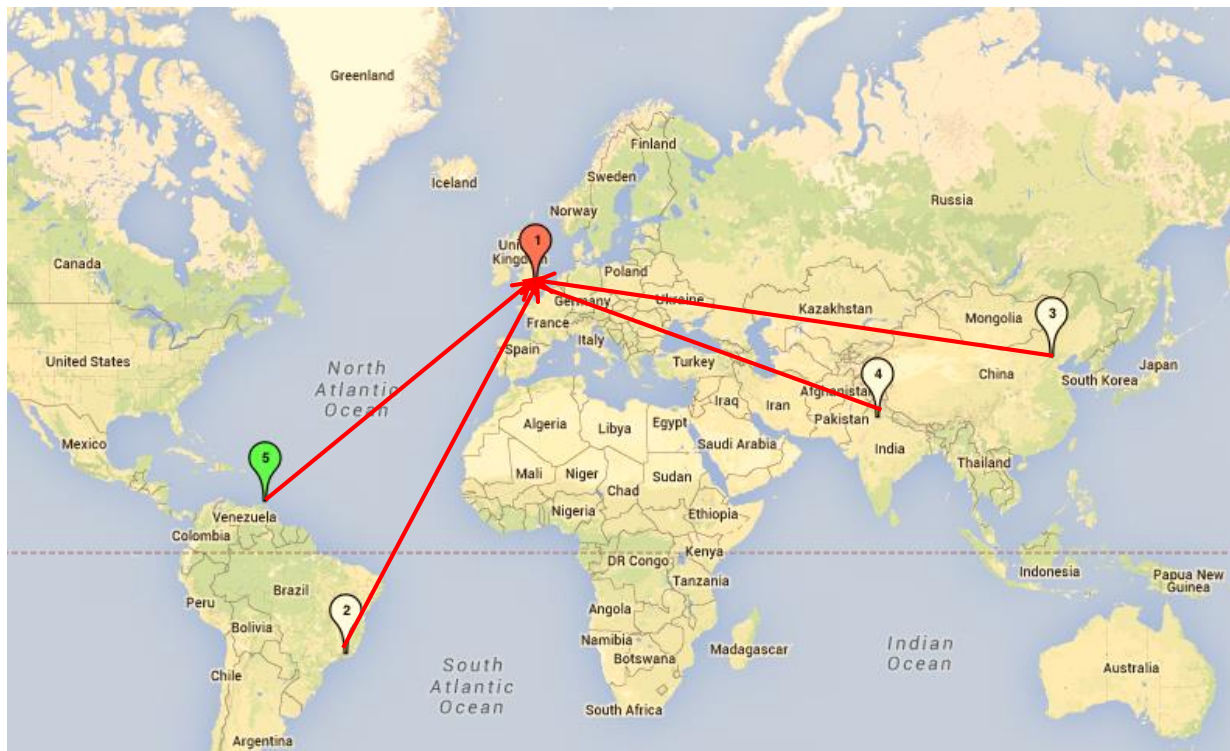 Greenland
Finland
Iceland
Sweden
Russia
Norway
1
Kingdom
Canada
Poland
Germany
Ukraine
Kazakhstan
Mongolia
3
France
United States
North
Atlantic
Ocean
Spain
Italy
Turkey
4
China
Japan
South Korea
Afghanistan
Iraq
Iran
Pakistan
Mexico
Algeria
Libya
Egypt
Saudi Arabia
India
5
Mali
Niger
Chad
Sudan
Thailand
Venezuela
Colombia
Nigeria
Ethiopia
DR Congo
Kenya
Indonesia
Papua New
Guinea
Peru
Brazil
2
Tanzania
Bolivia
Angola
Namibia
Botswana
Madagascar
Indian
Ocean
Chile
South
Atlantic
Ocean
Australia
South Africa
Argentina